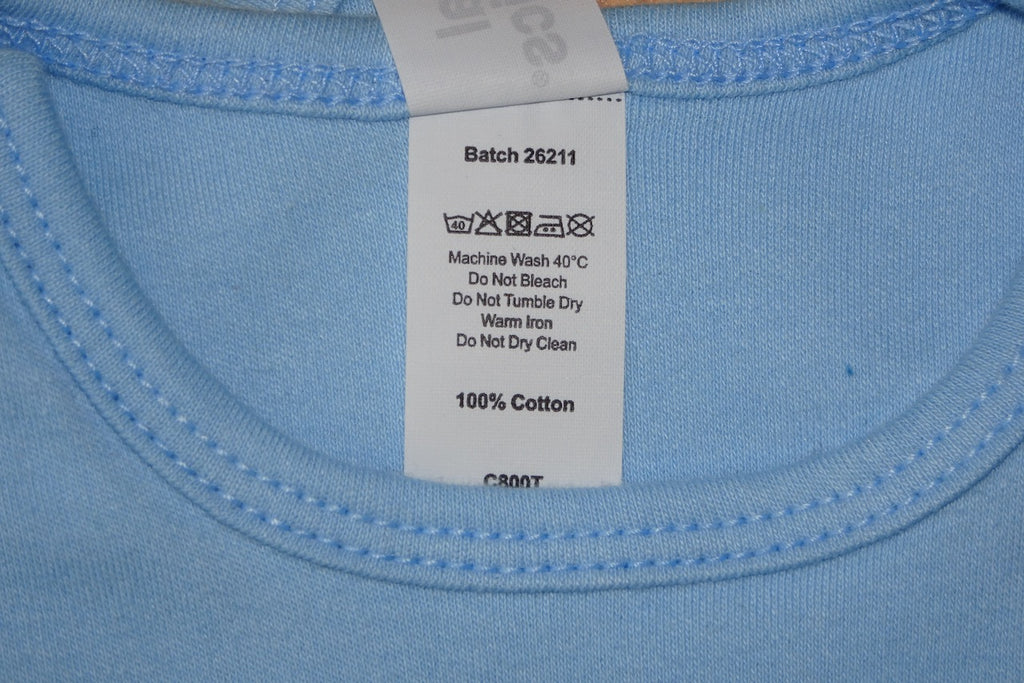 Batch 26211
40
Machine Wash 40°C
Do Not Bleach
Do Not Tumble Dry
Warm Iron
Do Not Dry Clean
100% Cotton
C800T